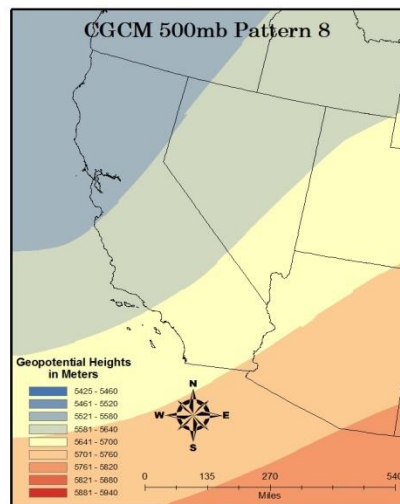 CGCM 500mb Pattern 8
Geopotential Heights
in Meters
5425 - 5460
5461 - 5520
5521 - 5580
5581 - 5640
5641 - 5700
5701 - 5760
5761 - 5820
5821 - 5880
5881 - 5940
N
W E
S
0 135 270 540
Miles